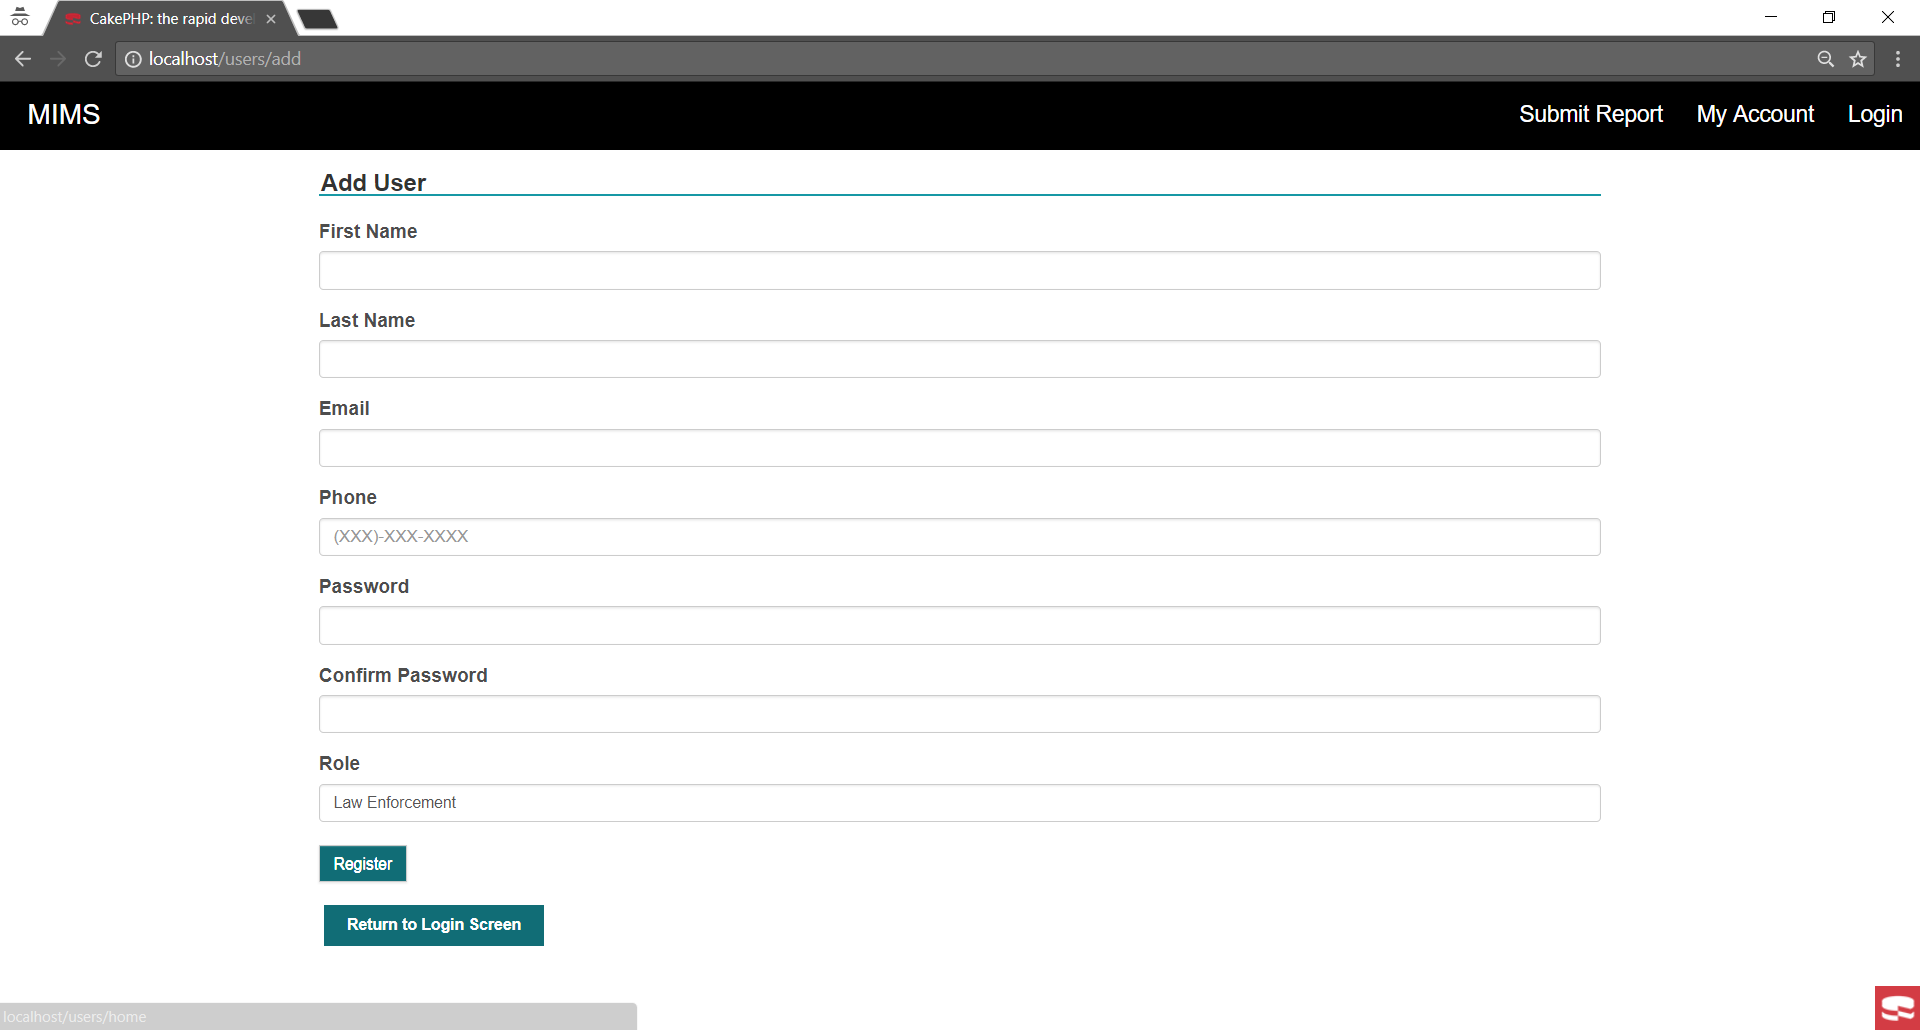 CakePHP: the rapid deve
localhost/users/add
MIMS
Submit Report
My Account
Login
Add User
First Name
Last Name
Email
Phone
(XXX)-XXX-XXXX
Password
Confirm Password
Role
Law Enforcement
Register
Return to Login Screen
localhost/users/home